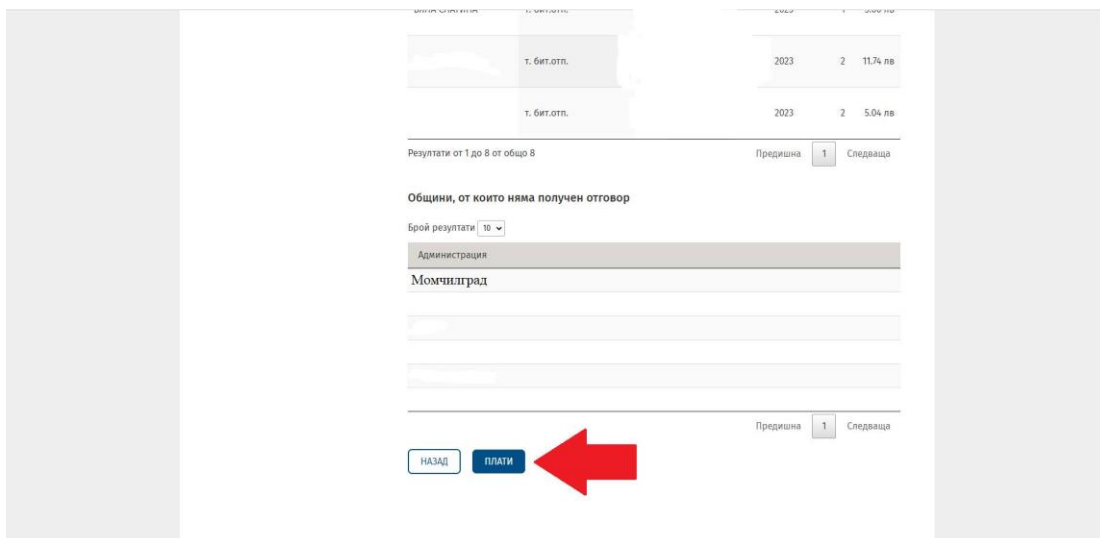 т. бит.отп. 2023 2 11.74 лв
т. бит.отп. 2023 2 5.04 лв
Резултати от 1 до 8 от общо 8 Предишна 1 Следваща
Общини, от които няма получен отговор
Брой резултати 10
Администрация
Момчилград
Предишна 1 Следваща
НАЗАД ПЛАТИ